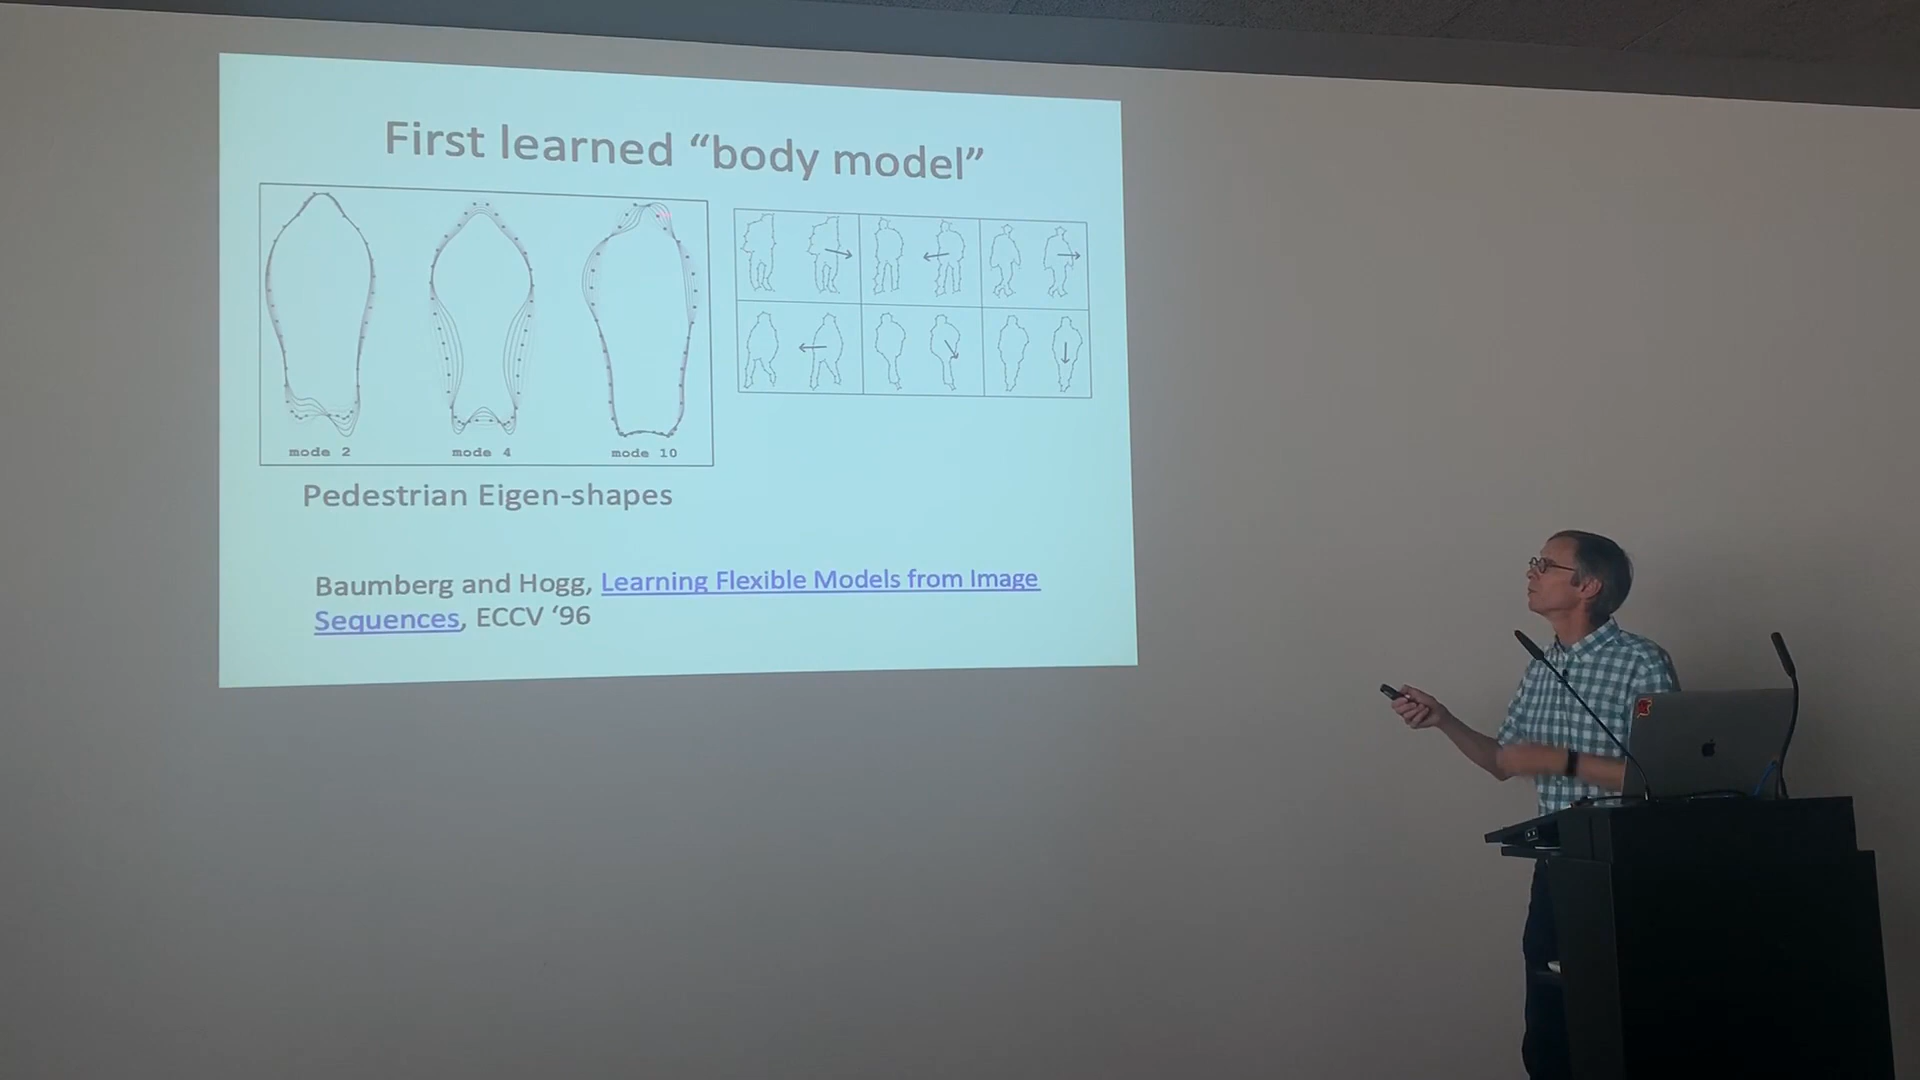 First learned “body model”
mode 2 mode 4 mode 10
Pedestrian Eigen-shapes
Baumberg and Hogg, Learning Flexible Models from Image
Sequences, ECCV ‘96